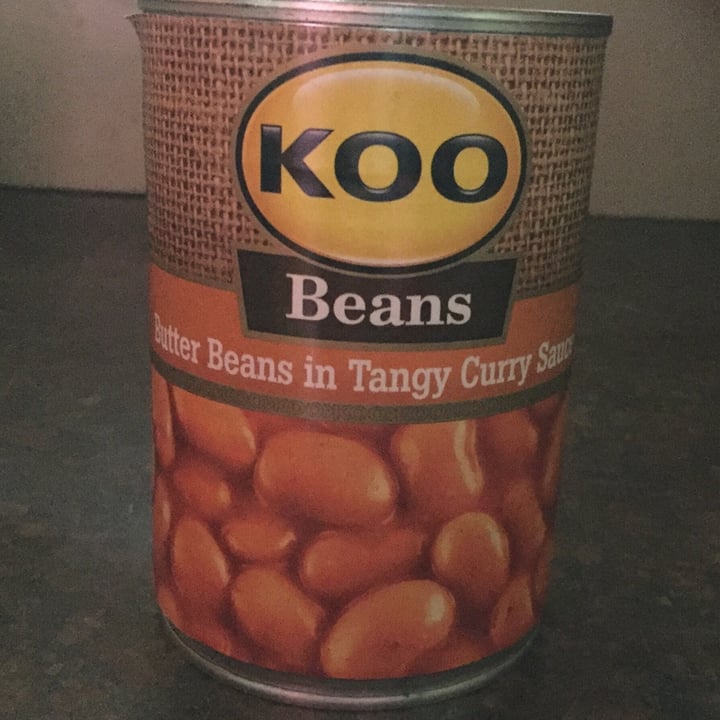 KOO
Beans
Butter Beans in Tangy Curry Sauce